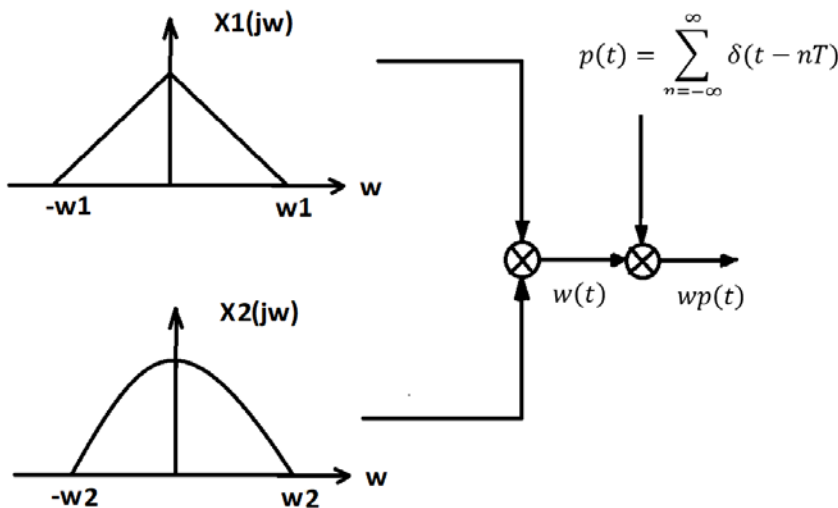 X1(jw)
-w1
w1
w
X2(jw)
-w2
w2
w
p(t) = ∑_{n=-∞}^{∞} δ(t − nT)
w(t)
wp(t)